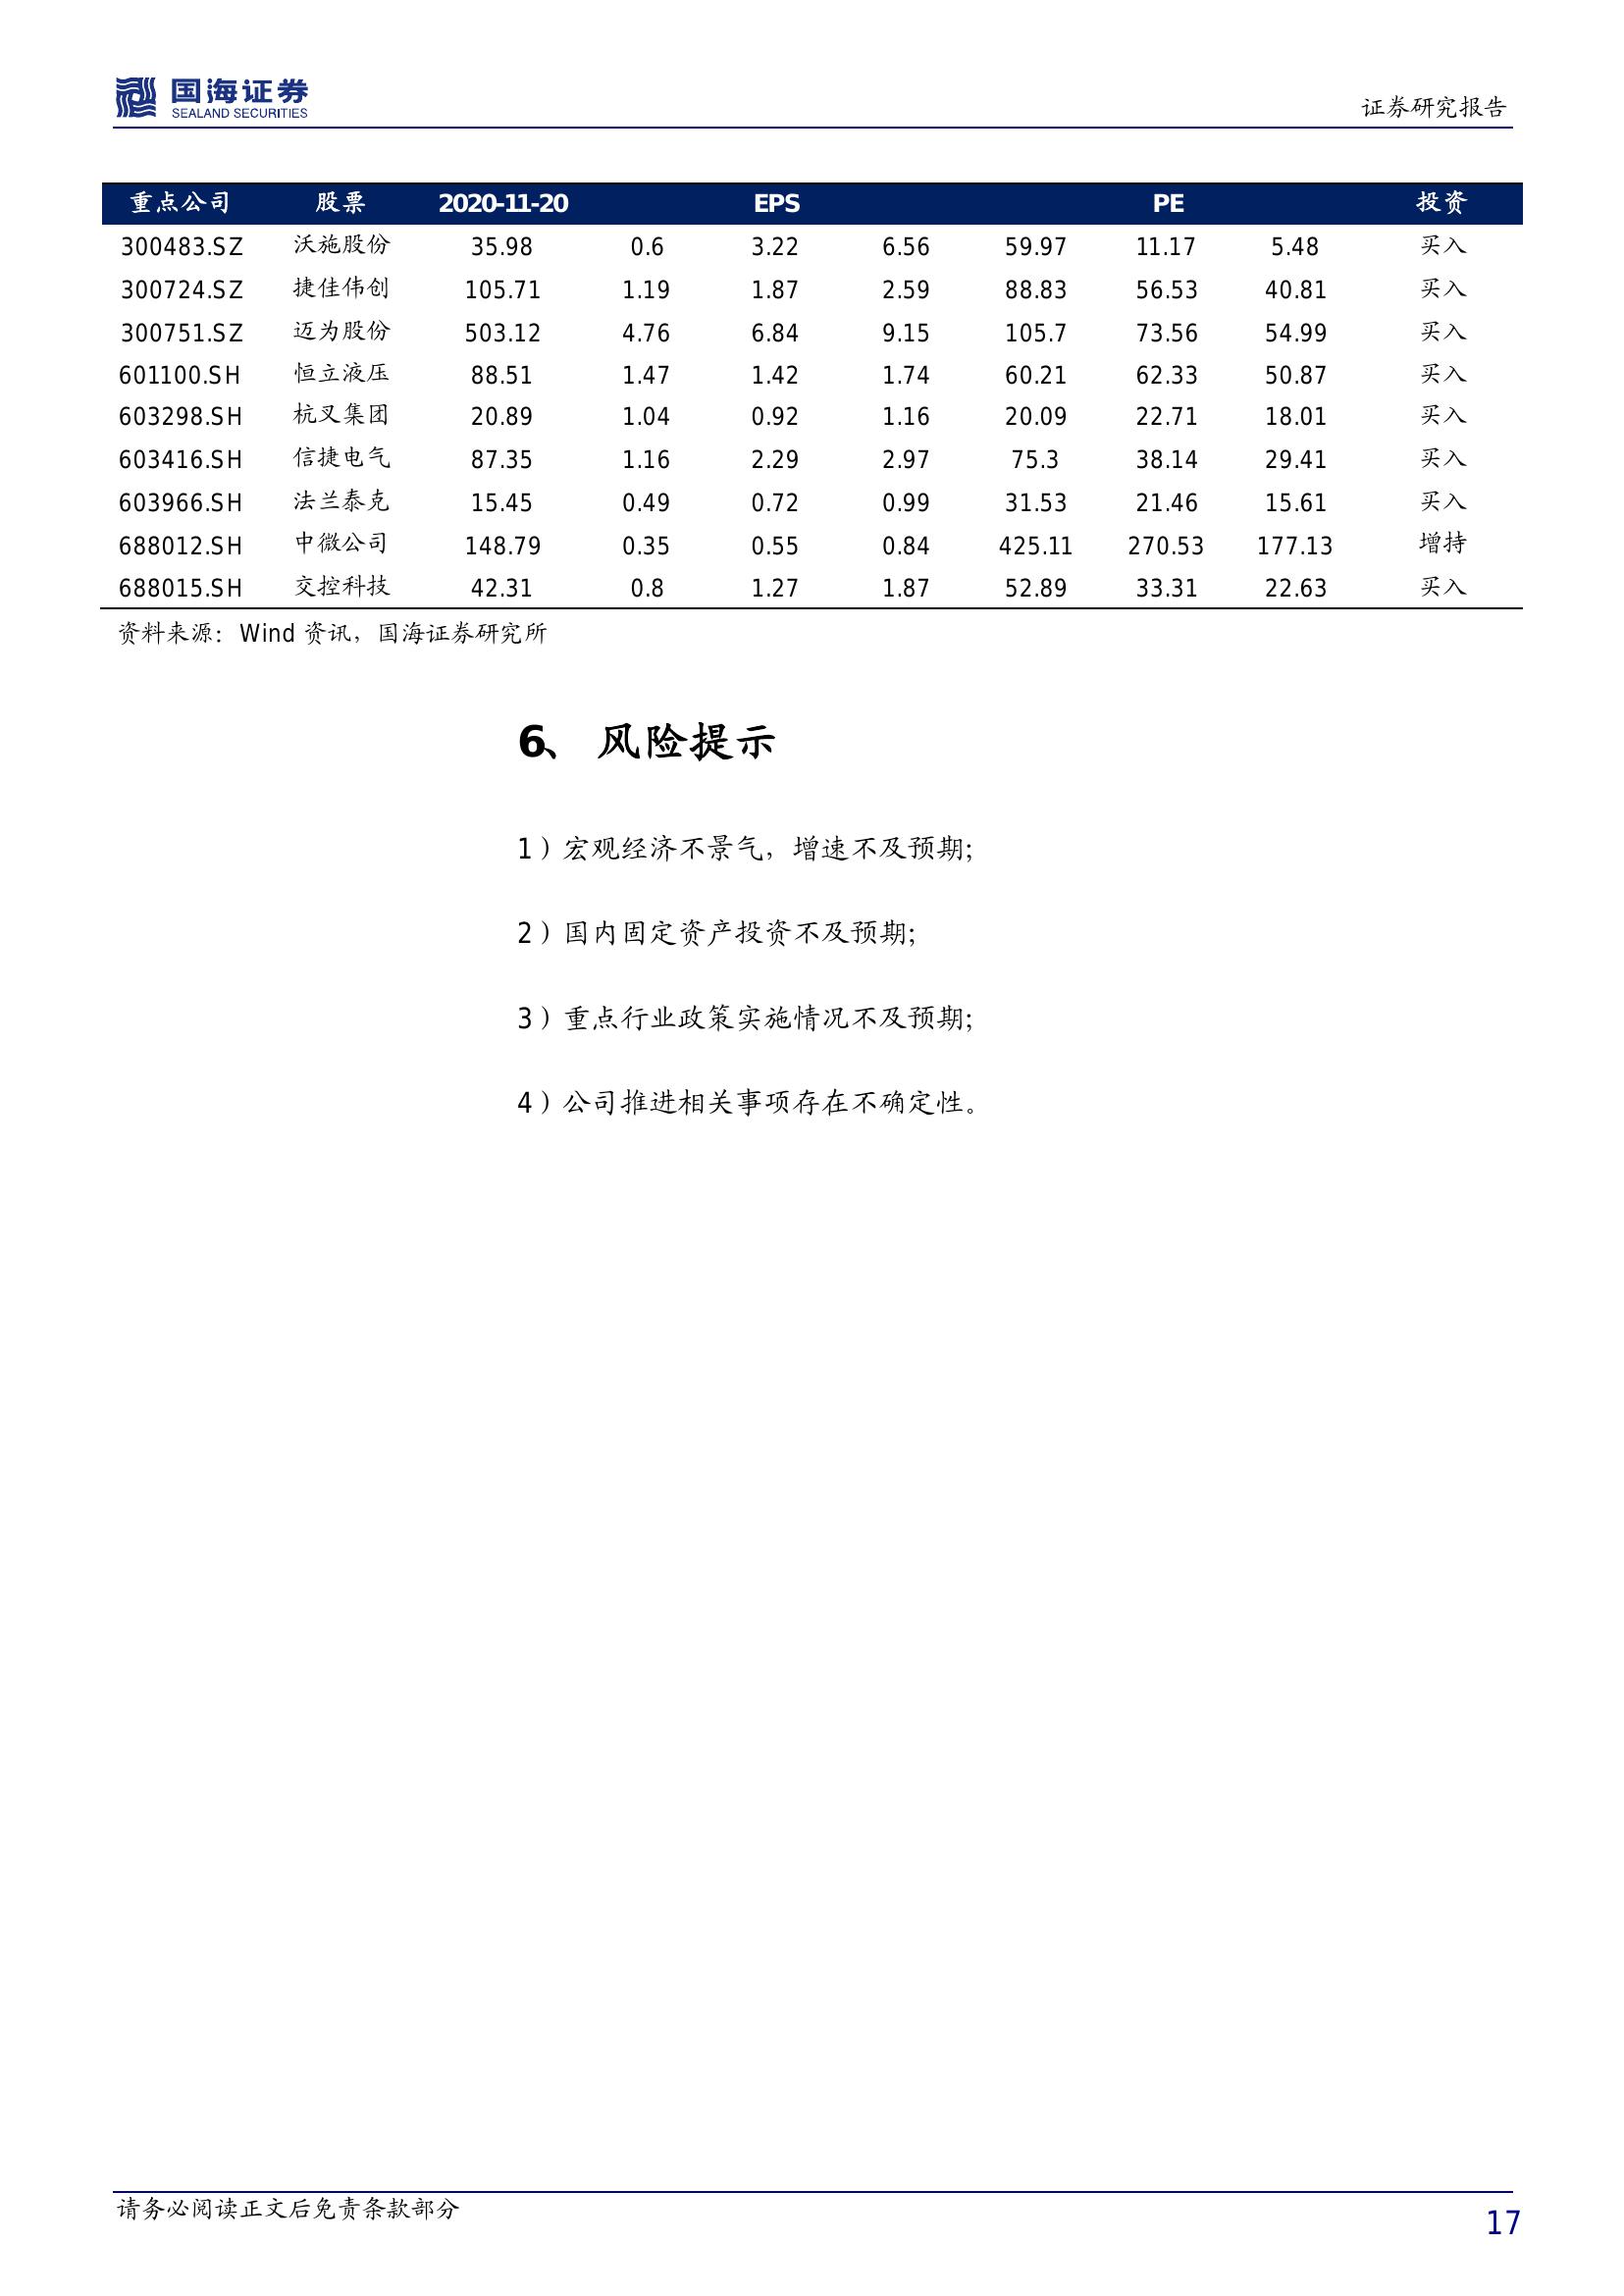 国海证券
SEALAND SECURITIES
证券研究报告
重点公司 股票 2020-11-20 EPS PE 投资
300483.SZ 沃施股份 35.98 0.6 3.22 6.56 59.97 11.17 5.48 买入
300724.SZ 捷佳伟创 105.71 1.19 1.87 2.59 88.83 56.53 40.81 买入
300751.SZ 迈为股份 503.12 4.76 6.84 9.15 105.7 73.56 54.99 买入
601100.SH 恒立液压 88.51 1.47 1.42 1.74 60.21 62.33 50.87 买入
603298.SH 杭叉集团 20.89 1.04 0.92 1.16 20.09 22.71 18.01 买入
603416.SH 信捷电气 87.35 1.16 2.29 2.97 75.3 38.14 29.41 买入
603966.SH 法兰泰克 15.45 0.49 0.72 0.99 31.53 21.46 15.61 买入
688012.SH 中微公司 148.79 0.35 0.55 0.84 425.11 270.53 177.13 增持
688015.SH 交控科技 42.31 0.8 1.27 1.87 52.89 33.31 22.63 买入
资料来源：Wind 资讯，国海证券研究所
6、 风险提示
1）宏观经济不景气，增速不及预期；
2）国内固定资产投资不及预期；
3）重点行业政策实施情况不及预期；
4）公司推进相关事项存在不确定性。
请务必阅读正文后免责条款部分
17